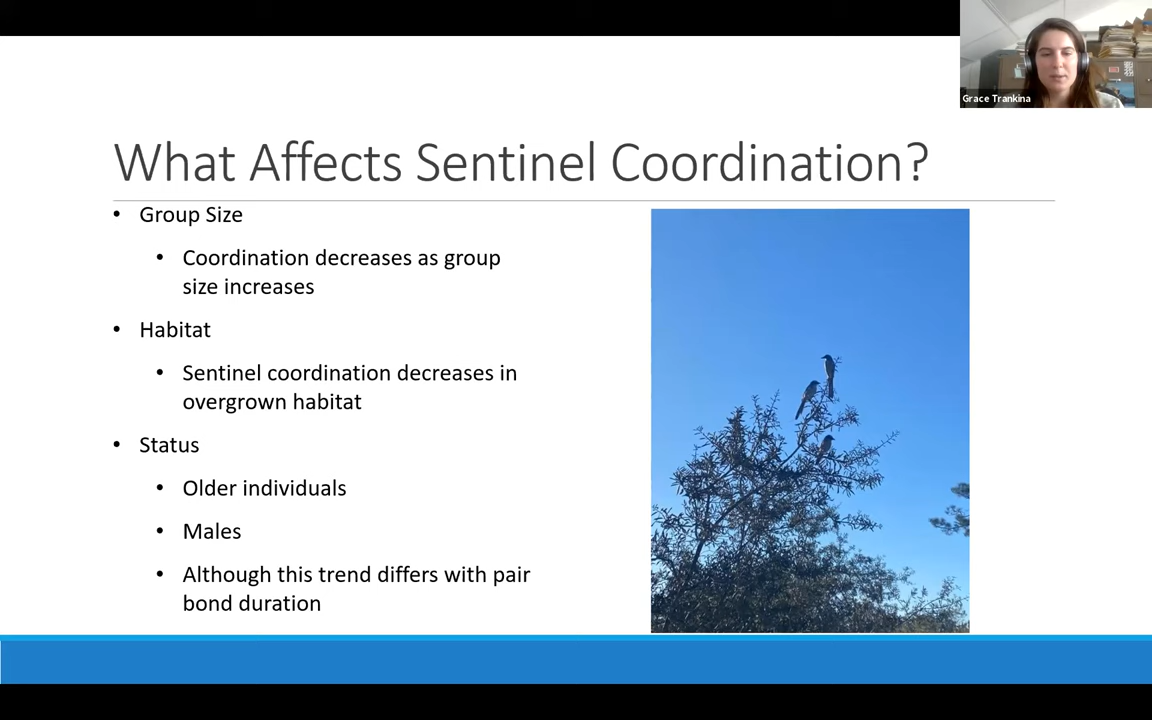 Grace Trankina
What Affects Sentinel Coordination?
• Group Size
• Coordination decreases as group
size increases
• Habitat
• Sentinel coordination decreases in
overgrown habitat
• Status
• Older individuals
• Males
• Although this trend differs with pair
bond duration